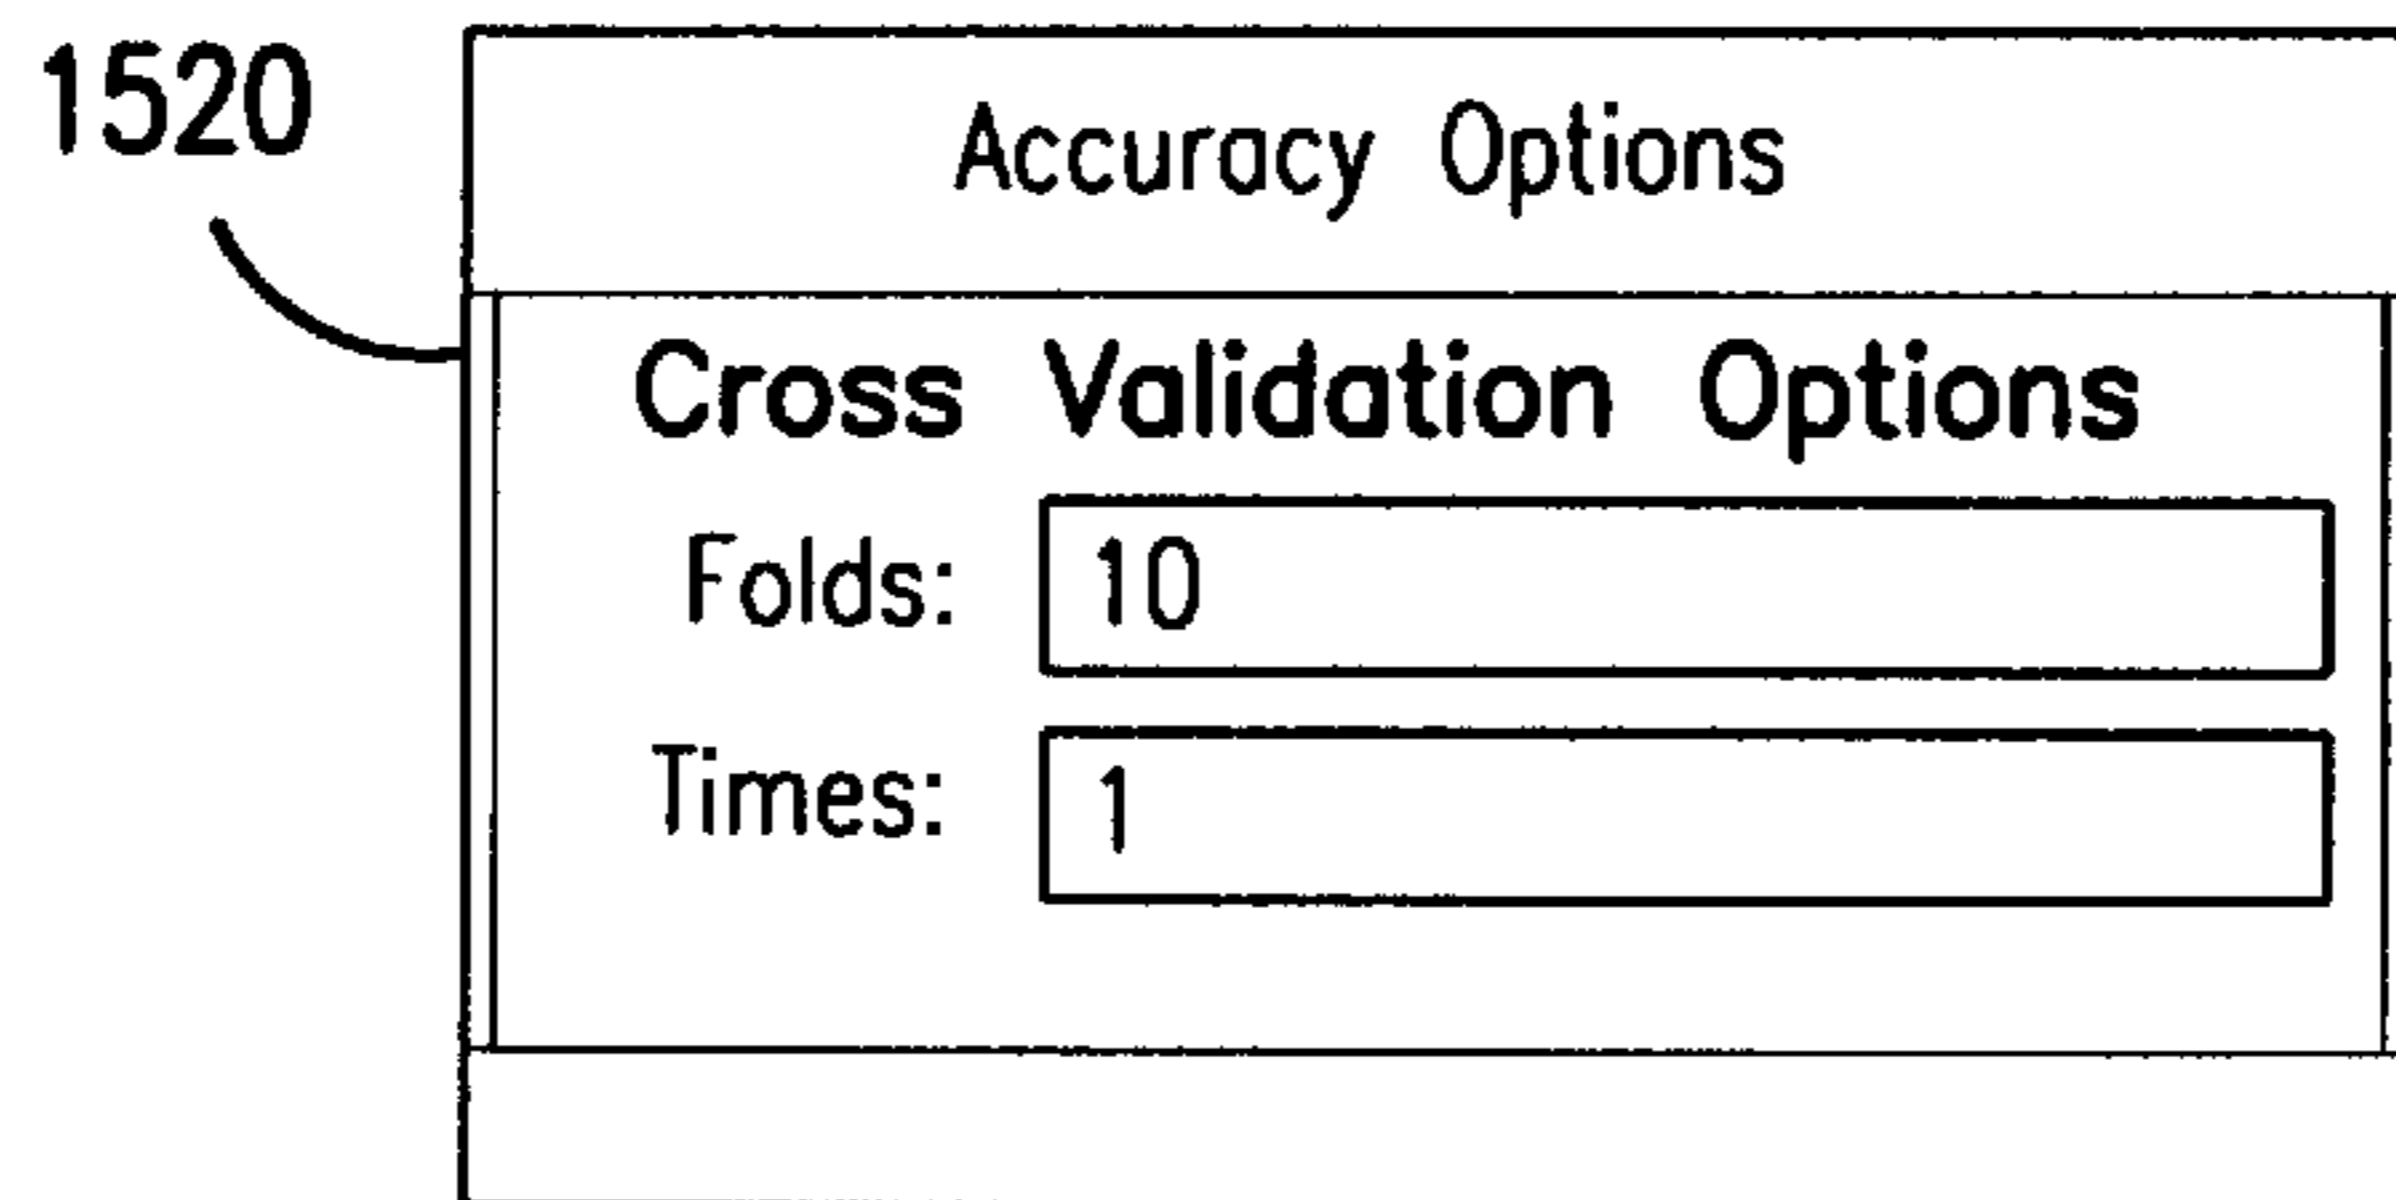 1520
Accuracy Options
Cross Validation Options
Folds: 10
Times: 1